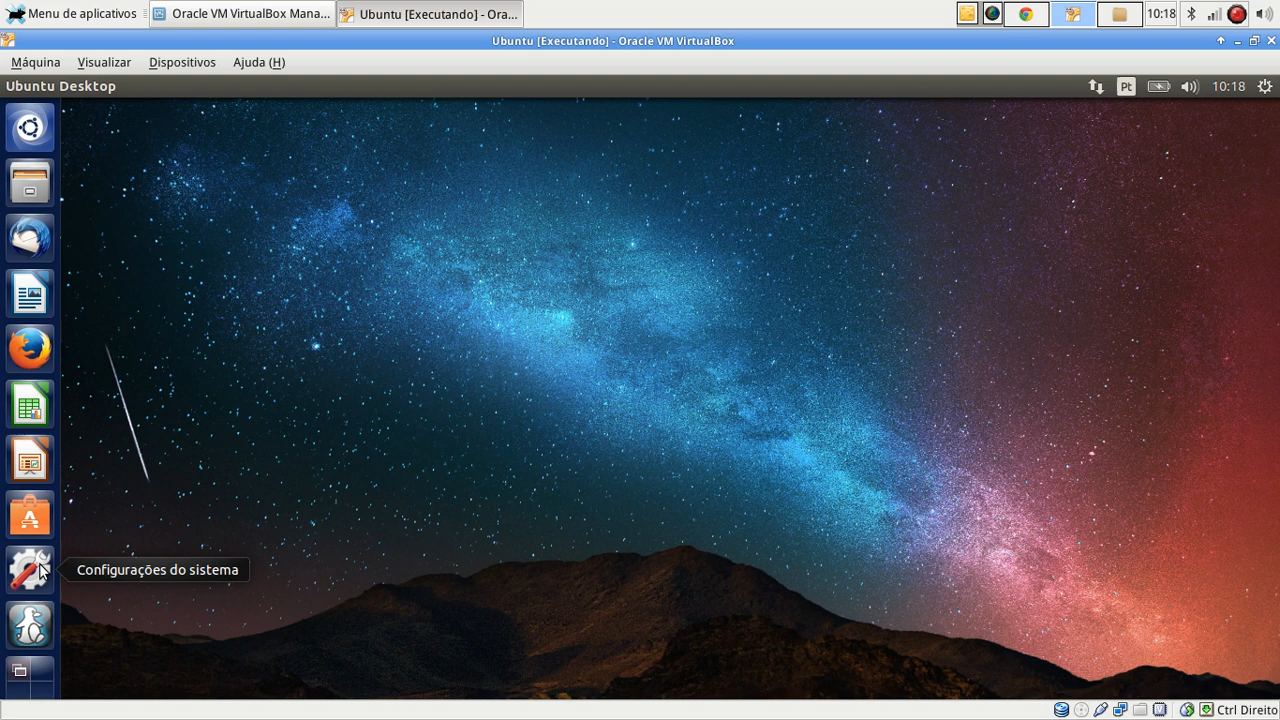 Menu de aplicativos
Oracle VM VirtualBox Mana...
Ubuntu [Executando] - Ora...
10:18
Ubuntu [Executando] - Oracle VM VirtualBox
Máquina Visualizar Dispositivos Ajuda (H)
Ubuntu Desktop
Pt
10:18
Configurações do sistema
Ctrl Direito